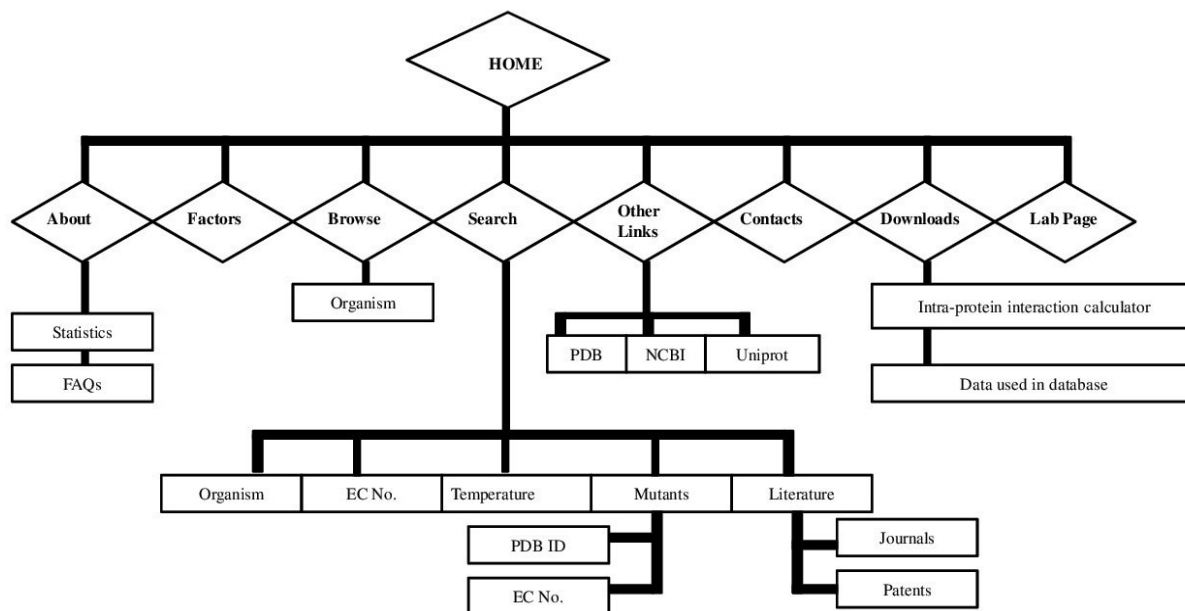 HOME
About
Factors
Browse
Search
Other
Links
Contacts
Downloads
Lab Page
Statistics
FAQs
Organism
PDB
NCBI
Uniprot
Intra-protein interaction calculator
Data used in database
Organism
EC No.
Temperature
Mutants
Literature
PDB ID
EC No.
Journals
Patents